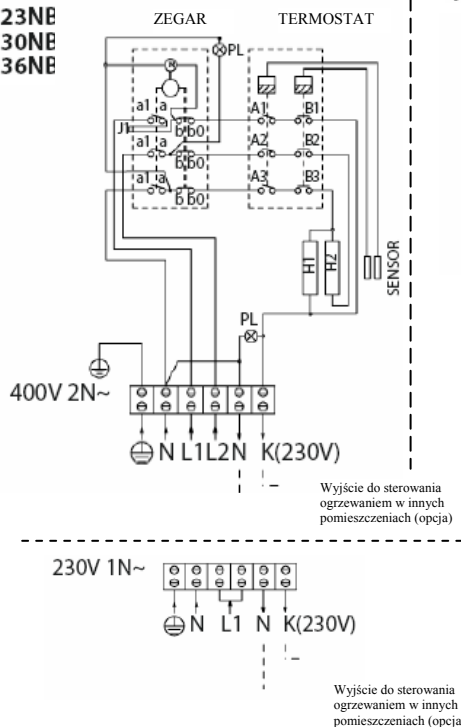 23NB
30NB
36NB
ZEGAR
TERMOSTAT
PL
M
a1 a
A1
B1
J1
b b0
a1 a
A2
B2
b b0
a1 a
A3
B3
b b0
H1
H2
SENSOR
PL
400V 2N~
N L1 L2 N K(230V)
Wyjście do sterowania
ogrzewaniem w innych
pomieszczeniach (opcja)
230V 1N~
N L1 N K(230V)
Wyjście do sterowania
ogrzewaniem w innych
pomieszczeniach (opcja